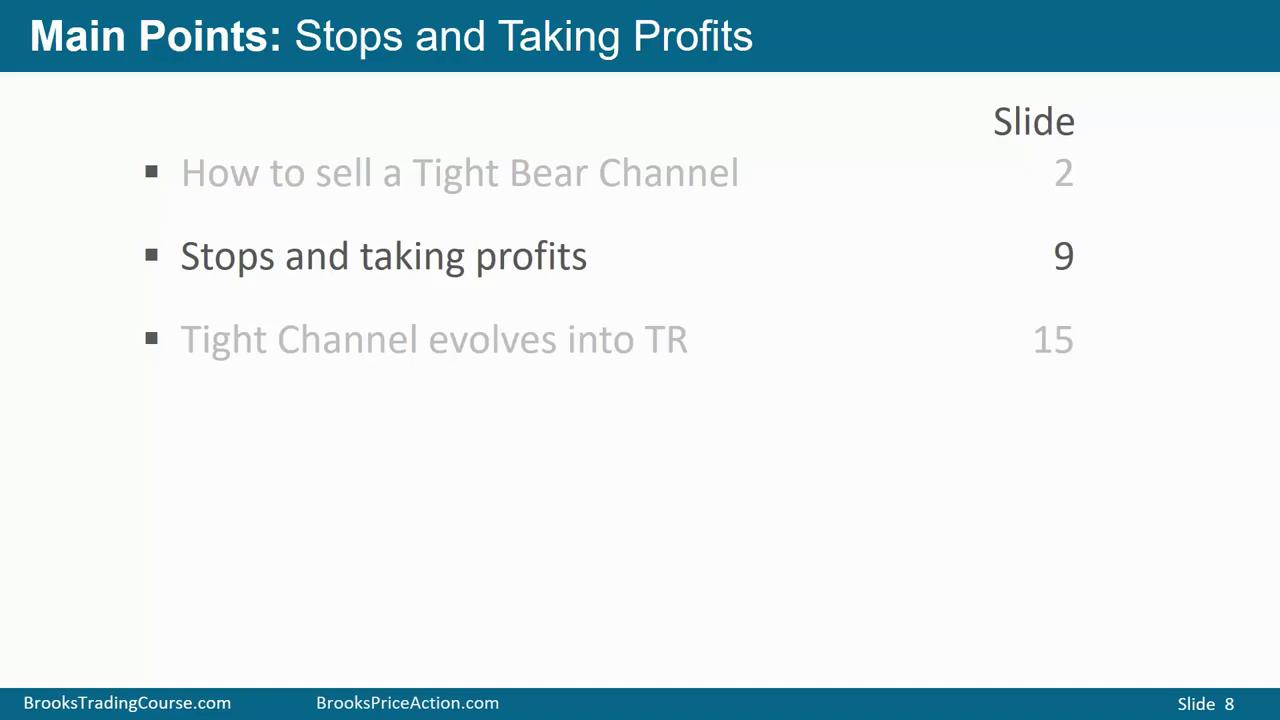 Main Points: Stops and Taking Profits
Slide
▪ How to sell a Tight Bear Channel 2
▪ Stops and taking profits 9
▪ Tight Channel evolves into TR 15
BrooksTradingCourse.com BrooksPriceAction.com Slide 8